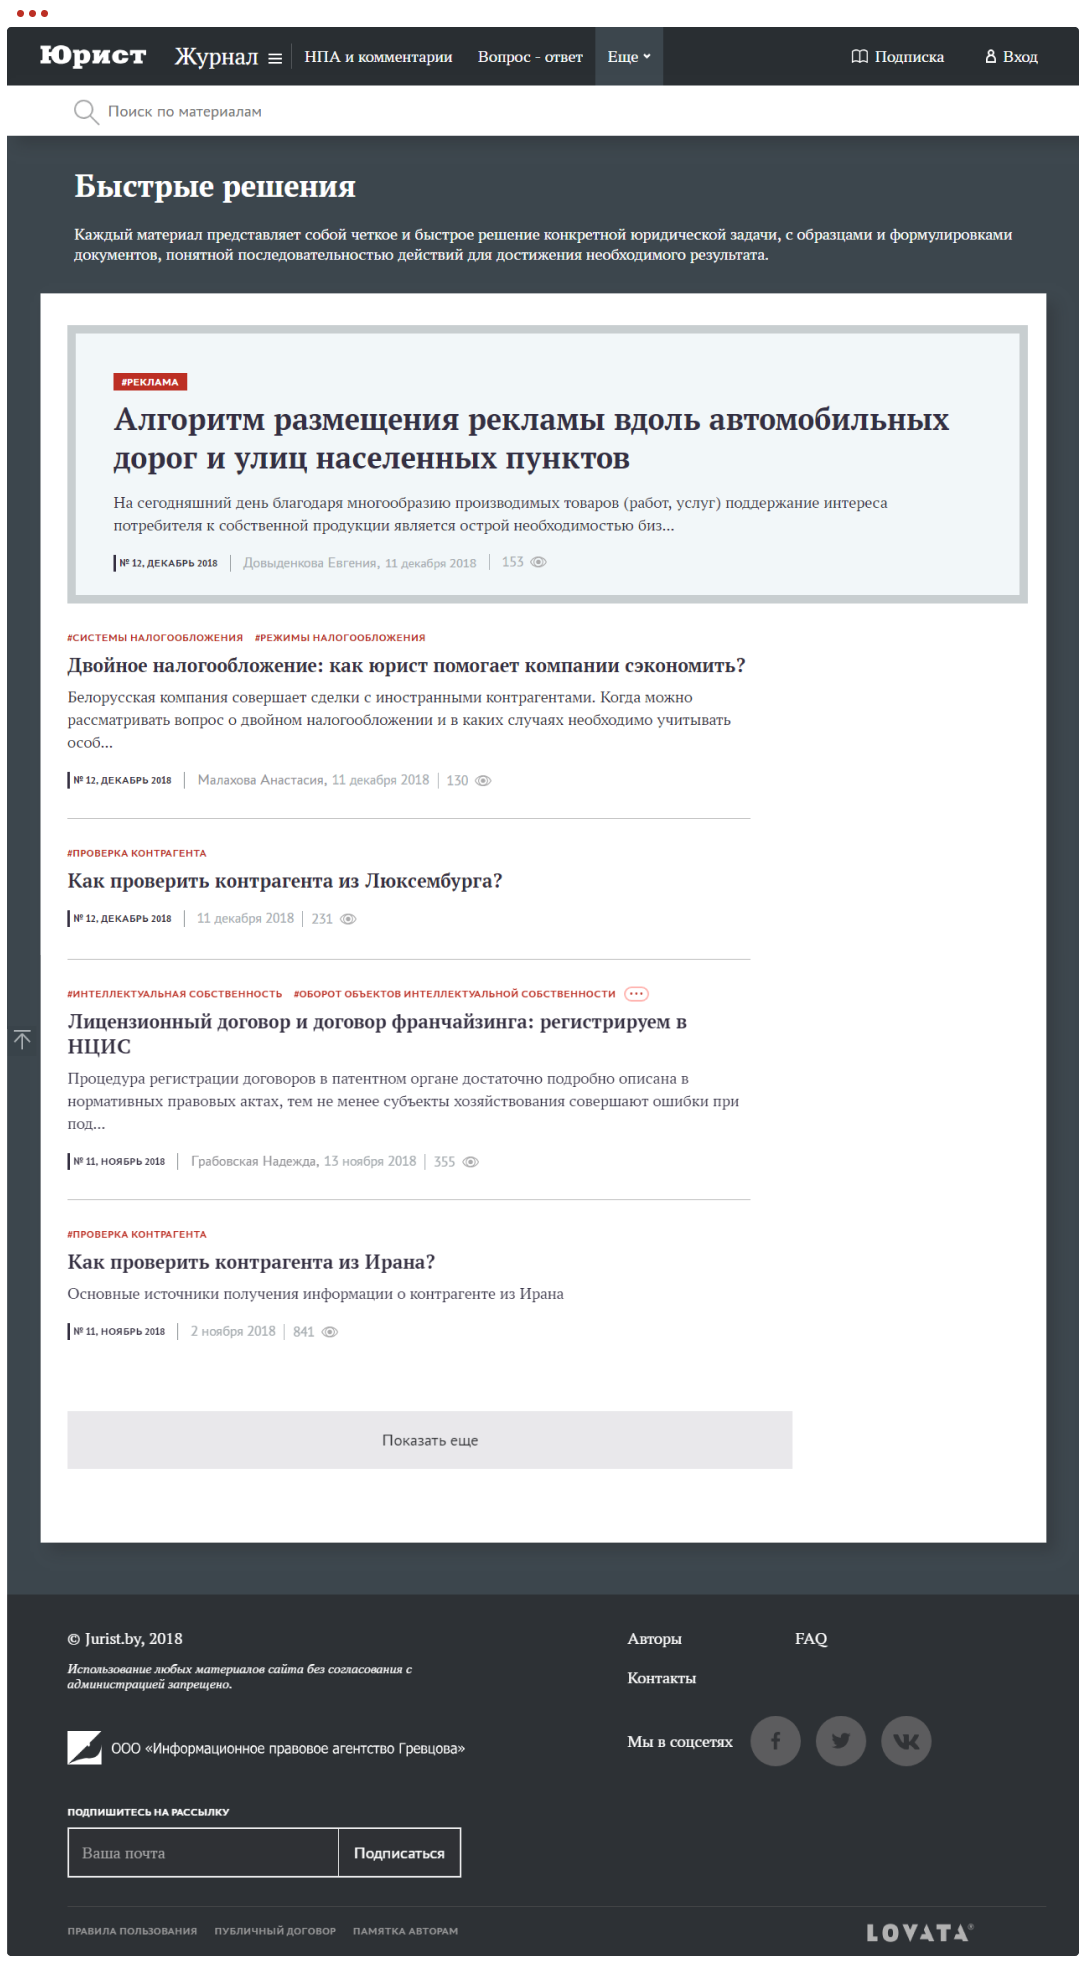 Юрист Журнал НПА и комментарии Вопрос - ответ Еще Подписка Вход
Поиск по материалам
Быстрые решения
Каждый материал представляет собой четкое и быстрое решение конкретной юридической задачи, с образцами и формулировками
документов, понятной последовательностью действий для достижения необходимого результата.
#РЕКЛАМА
Алгоритм размещения рекламы вдоль автомобильных
дорог и улиц населенных пунктов
На сегодняшний день благодаря многообразию производимых товаров (работ, услуг) поддержание интереса
потребителя к собственной продукции является острой необходимостью биз...
№ 12, ДЕКАБРЬ 2018 Довыденкова Евгения, 11 декабря 2018 153
#СИСТЕМЫ НАЛОГООБЛОЖЕНИЯ #РЕЖИМЫ НАЛОГООБЛОЖЕНИЯ
Двойное налогообложение: как юрист помогает компании сэкономить?
Белорусская компания совершает сделки с иностранными контрагентами. Когда можно
рассматривать вопрос о двойном налогообложении и в каких случаях необходимо учитывать
особ...
№ 12, ДЕКАБРЬ 2018 Малахова Анастасия, 11 декабря 2018 130
#ПРОВЕРКА КОНТРАГЕНТА
Как проверить контрагента из Люксембурга?
№ 12, ДЕКАБРЬ 2018 11 декабря 2018 231
#ИНТЕЛЛЕКТУАЛЬНАЯ СОБСТВЕННОСТЬ #ОБОРОТ ОБЪЕКТОВ ИНТЕЛЛЕКТУАЛЬНОЙ СОБСТВЕННОСТИ
Лицензионный договор и договор франчайзинга: регистрируем в
НЦИС
Процедура регистрации договоров в патентном органе достаточно подробно описана в
нормативных правовых актах, тем не менее субъекты хозяйствования совершают ошибки при
под...
№ 11, НОЯБРЬ 2018 Грабовская Надежда, 13 ноября 2018 355
#ПРОВЕРКА КОНТРАГЕНТА
Как проверить контрагента из Ирана?
Основные источники получения информации о контрагенте из Ирана
№ 11, НОЯБРЬ 2018 2 ноября 2018 841
Показать еще
© Jurist.by, 2018 Авторы FAQ
Использование любых материалов сайта без согласования с
администрацией запрещено.
Контакты
ООО «Информационное правовое агентство Гревцова» Мы в соцсетях
ПОДПИШИТЕСЬ НА РАССЫЛКУ
Ваша почта Подписаться
ПРАВИЛА ПОЛЬЗОВАНИЯ ПУБЛИЧНЫЙ ДОГОВОР ПАМЯТКА АВТОРАМ LOVATA®